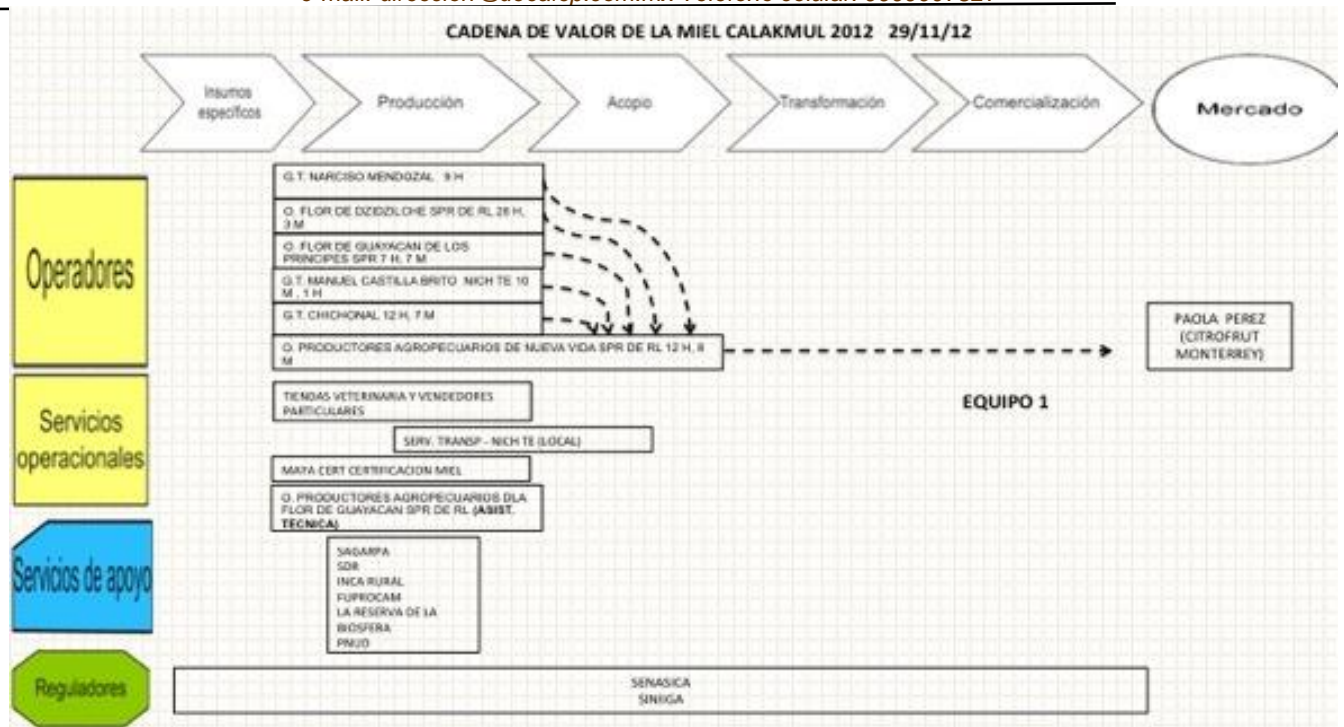 CADENA DE VALOR DE LA MIEL CALAKMUL 2012 29/11/12
Insumos
específicos
Producción
Acopio
Transformación
Comercialización
Mercado
Operadores
G.T. NARCISO MENDOZAL 9 H
O. FLOR DE DZIDZILCHE SPR DE RL 28 H,
3 M
O. FLOR DE GUAYACAN DE LOS
PRINCIPES SPR 7 H, 7 M
G.T. MANUEL CASTILLA BRITO NICH TE 10
M , 1 H
G.T. CHICHONAL 12 H, 7 M
O. PRODUCTORES AGROPECUARIOS DE NUEVA VIDA SPR DE RL 12 H, 8
M
PAOLA PEREZ
(CITROFRUT
MONTERREY)
EQUIPO 1
Servicios
operacionales
TIENDAS VETERINARIA Y VENDEDORES
PARTICULARES
SERV. TRANSP - NICH TE (LOCAL)
MAYA CERT CERTIFICACION MIEL
O. PRODUCTORES AGROPECUARIOS DLA
FLOR DE GUAYACAN SPR DE RL (ASIST.
TECNICA)
Servicios de apoyo
SAGARPA
SDR
INCA RURAL
FUPROCAM
LA RESERVA DE LA
BIOSFERA
PNUD
Reguladores
SENASICA
SINIIGA